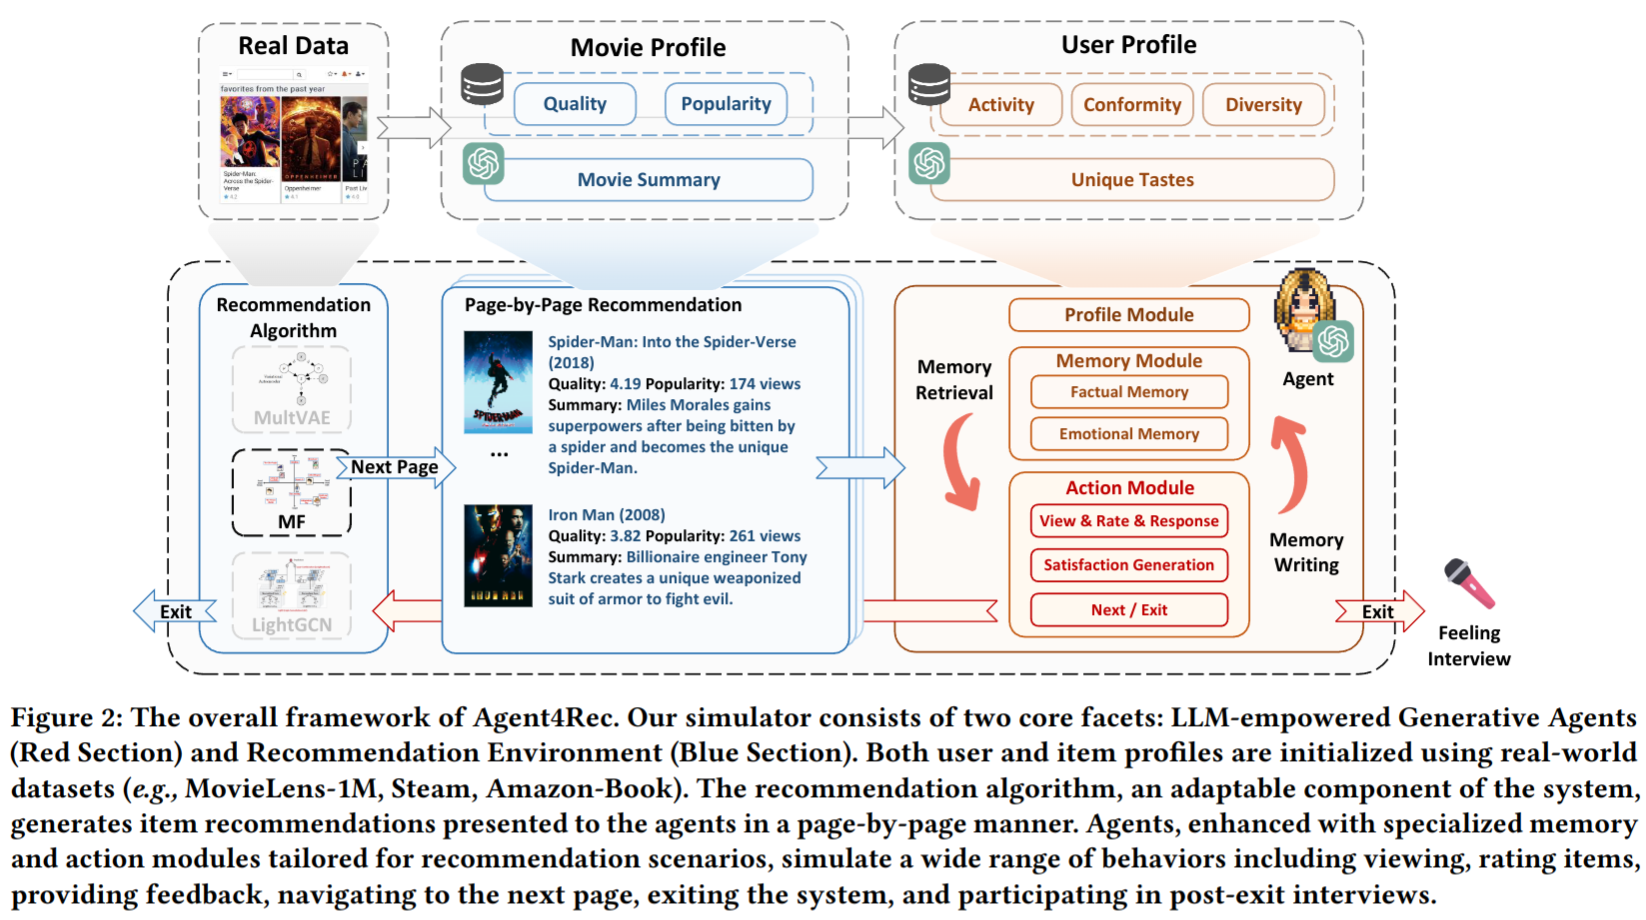 Real Data
Movie Profile
User Profile
favorites from the past year
Spider-Man:
Across the Spider-
Verse
4.2
Oppenheimer
4.1
Past Liv
4.0
Quality
Popularity
Movie Summary
Activity
Conformity
Diversity
Unique Tastes
Recommendation
Algorithm
MultVAE
MF
LightGCN
Next Page
Exit
Page-by-Page Recommendation
Spider-Man: Into the Spider-Verse
(2018)
Quality: 4.19 Popularity: 174 views
Summary: Miles Morales gains
superpowers after being bitten by
a spider and becomes the unique
Spider-Man.
...
SPIDER-MAN
Iron Man (2008)
Quality: 3.82 Popularity: 261 views
Summary: Billionaire engineer Tony
Stark creates a unique weaponized
suit of armor to fight evil.
IRON MAN
Memory
Retrieval
Profile Module
Memory Module
Factual Memory
Emotional Memory
Action Module
View & Rate & Response
Satisfaction Generation
Next / Exit
Agent
Memory
Writing
Exit
Feeling
Interview
Figure 2: The overall framework of Agent4Rec. Our simulator consists of two core facets: LLM-empowered Generative Agents
(Red Section) and Recommendation Environment (Blue Section). Both user and item profiles are initialized using real-world
datasets (e.g., MovieLens-1M, Steam, Amazon-Book). The recommendation algorithm, an adaptable component of the system,
generates item recommendations presented to the agents in a page-by-page manner. Agents, enhanced with specialized memory
and action modules tailored for recommendation scenarios, simulate a wide range of behaviors including viewing, rating items,
providing feedback, navigating to the next page, exiting the system, and participating in post-exit interviews.